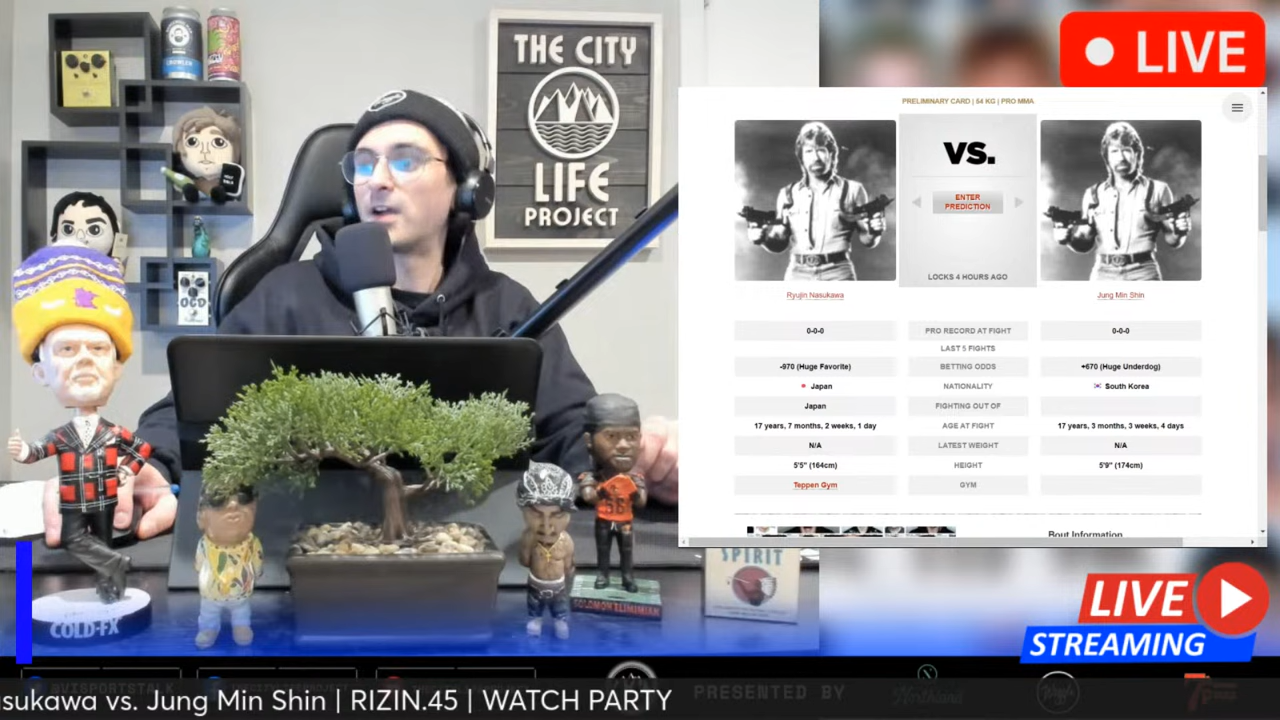 LIVE
THE CITY
LIFE
PROJECT
OCD
PRELIMINARY CARD | 54 KG | PRO MMA
VS.
ENTER
PREDICTION
LOCKS 4 HOURS AGO
Ryujin Nasukawa
Jung Min Shin
0-0-0 PRO RECORD AT FIGHT 0-0-0
LAST 5 FIGHTS
-970 (Huge Favorite) BETTING ODDS +670 (Huge Underdog)
Japan NATIONALITY South Korea
Japan FIGHTING OUT OF
17 years, 7 months, 2 weeks, 1 day AGE AT FIGHT 17 years, 3 months, 3 weeks, 4 days
N/A LATEST WEIGHT N/A
5'5" (164cm) HEIGHT 5'9" (174cm)
Teppen Gym GYM
Bout Information
SPIRIT
COLD-FX
SOLOMON ELIMIMIAN
LIVE
STREAMING
PRESENTED BY
Northland
asukawa vs. Jung Min Shin | RIZIN.45 | WATCH PARTY